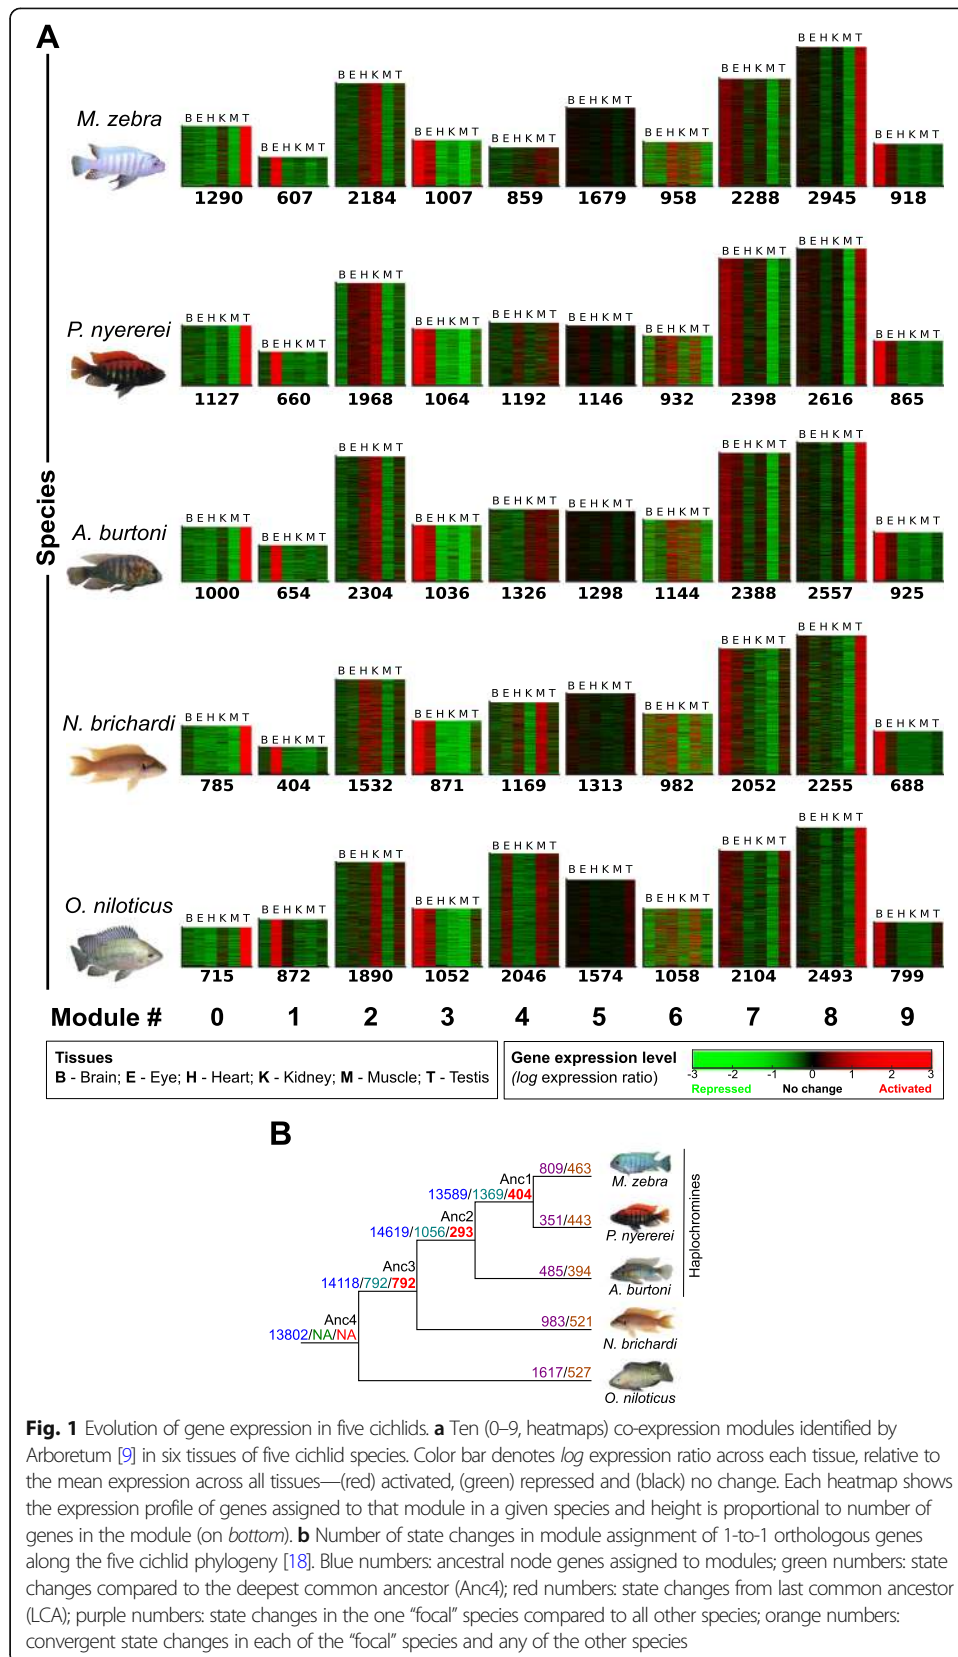 A
M. zebra
B E H K M T
B E H K M T
B E H K M T
B E H K M T
B E H K M T
B E H K M T
B E H K M T
B E H K M T
B E H K M T
B E H K M T
1290 607 2184 1007 859 1679 958 2288 2945 918
P. nyererei
B E H K M T
B E H K M T
B E H K M T
B E H K M T
B E H K M T
B E H K M T
B E H K M T
B E H K M T
B E H K M T
B E H K M T
1127 660 1968 1064 1192 1146 932 2398 2616 865
Species
A. burtoni
B E H K M T
B E H K M T
B E H K M T
B E H K M T
B E H K M T
B E H K M T
B E H K M T
B E H K M T
B E H K M T
B E H K M T
1000 654 2304 1036 1326 1298 1144 2388 2557 925
N. brichardi
B E H K M T
B E H K M T
B E H K M T
B E H K M T
B E H K M T
B E H K M T
B E H K M T
B E H K M T
B E H K M T
B E H K M T
785 404 1532 871 1169 1313 982 2052 2255 688
O. niloticus
B E H K M T
B E H K M T
B E H K M T
B E H K M T
B E H K M T
B E H K M T
B E H K M T
B E H K M T
B E H K M T
B E H K M T
715 872 1890 1052 2046 1574 1058 2104 2493 799
Module # 0 1 2 3 4 5 6 7 8 9
Tissues
B - Brain; E - Eye; H - Heart; K - Kidney; M - Muscle; T - Testis
Gene expression level
(log expression ratio)
-3 -2 -1 0 1 2 3
Repressed No change Activated
B
809/463
M. zebra
Anc1
13589/1369/404
351/443
P. nyererei
Anc2
14619/1056/293
485/394
A. burtoni
Haplochromines
Anc3
14118/792/792
983/521
N. brichardi
Anc4
13802/NA/NA
1617/527
O. niloticus
Fig. 1 Evolution of gene expression in five cichlids. a Ten (0–9, heatmaps) co-expression modules identified by
Arboretum [9] in six tissues of five cichlid species. Color bar denotes log expression ratio across each tissue, relative to
the mean expression across all tissues—(red) activated, (green) repressed and (black) no change. Each heatmap shows
the expression profile of genes assigned to that module in a given species and height is proportional to number of
genes in the module (on bottom). b Number of state changes in module assignment of 1-to-1 orthologous genes
along the five cichlid phylogeny [18]. Blue numbers: ancestral node genes assigned to modules; green numbers: state
changes compared to the deepest common ancestor (Anc4); red numbers: state changes from last common ancestor
(LCA); purple numbers: state changes in the one “focal” species compared to all other species; orange numbers:
convergent state changes in each of the “focal” species and any of the other species